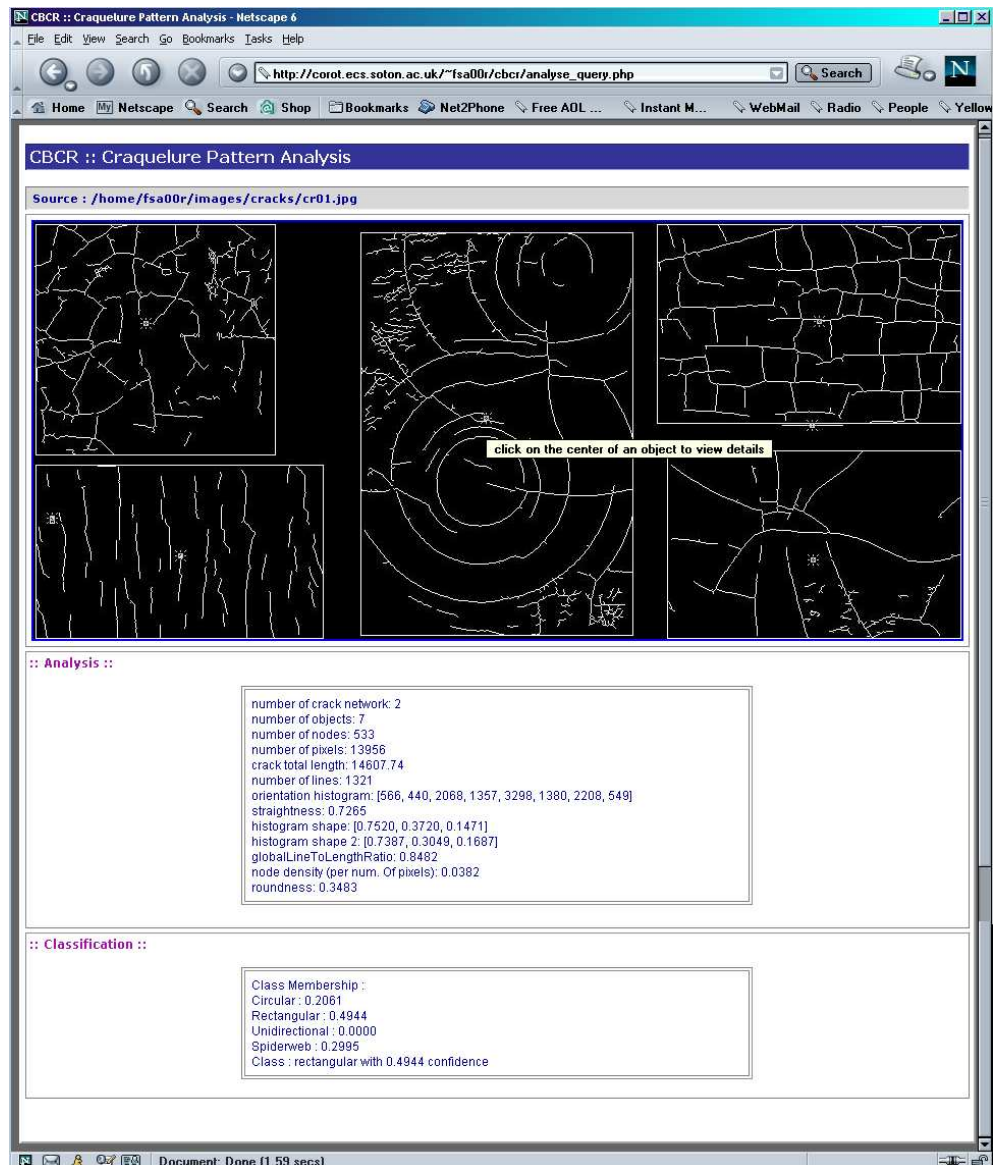 CBCR :: Craquelure Pattern Analysis - Netscape 6
File Edit View Search Go Bookmarks Tasks Help
http://corot.ecs.soton.ac.uk/~fsa00r/cbcr/analyse_query.php Search N
Home My Netscape Search Shop Bookmarks Net2Phone Free AOL ... Instant M... WebMail Radio People Yellow
CBCR :: Craquelure Pattern Analysis
Source : /home/fsa00r/images/cracks/cr01.jpg
click on the center of an object to view details
:: Analysis ::
number of crack network: 2
number of objects: 7
number of nodes: 533
number of pixels: 13956
crack total length: 14607.74
number of lines: 1321
orientation histogram: [566, 440, 2068, 1357, 3298, 1380, 2208, 549]
straightness: 0.7265
histogram shape: [0.7520, 0.3720, 0.1471]
histogram shape 2: [0.7387, 0.3049, 0.1687]
globalLineToLengthRatio: 0.8482
node density (per num. Of pixels): 0.0382
roundness: 0.3483
:: Classification ::
Class Membership :
Circular : 0.2061
Rectangular : 0.4944
Unidirectional : 0.0000
Spiderweb : 0.2995
Class : rectangular with 0.4944 confidence
Document: Done (1.59 secs)